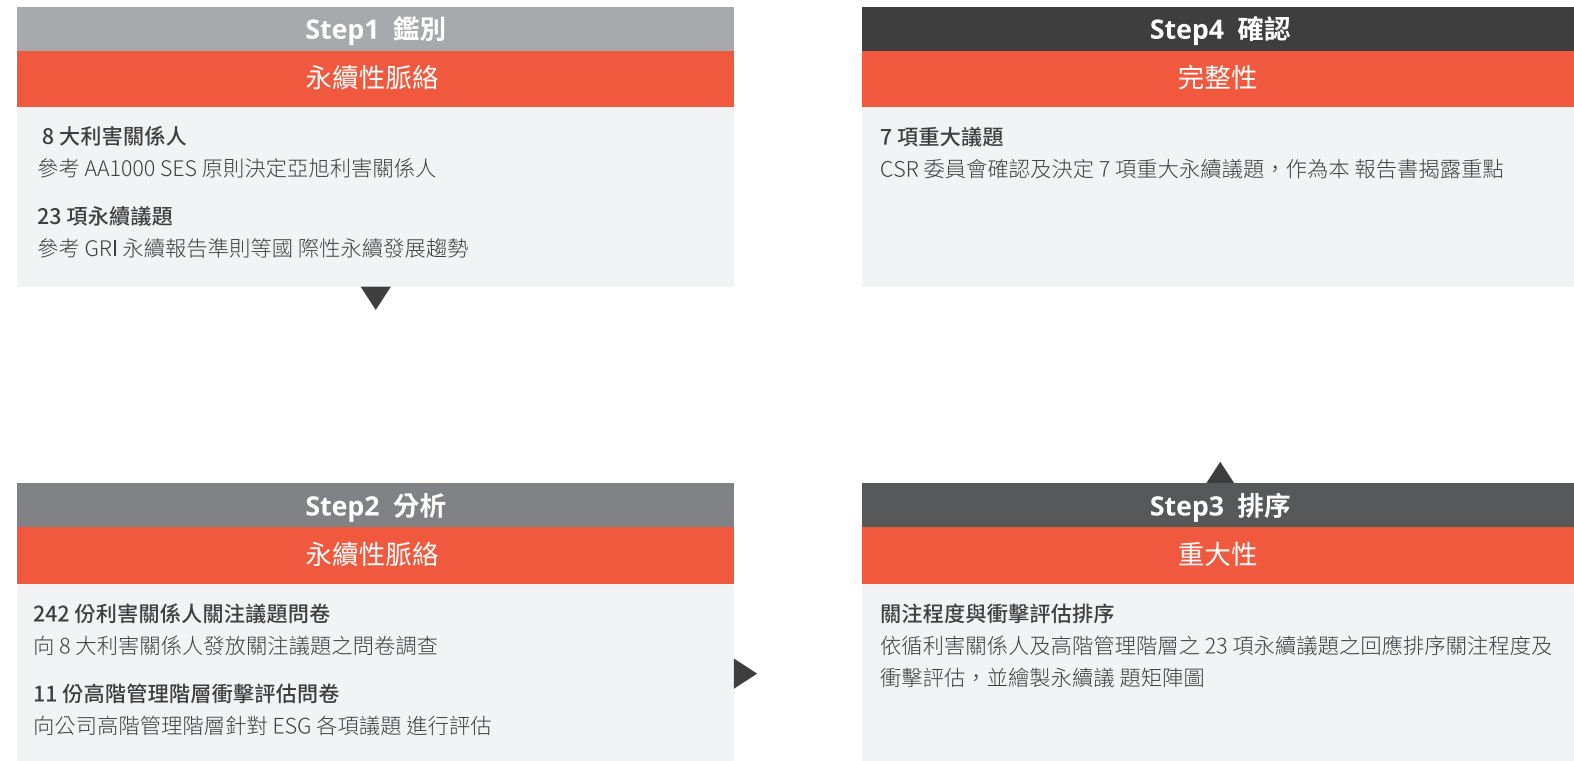 Step1 鑑別
永續性脈絡
8 大利害關係人
參考 AA1000 SES 原則決定亞旭利害關係人
23 項永續議題
參考 GRI 永續報告準則等國 際性永續發展趨勢
Step2 分析
永續性脈絡
242 份利害關係人關注議題問卷
向 8 大利害關係人發放關注議題之問卷調查
11 份高階管理階層衝擊評估問卷
向公司高階管理階層針對 ESG 各項議題 進行評估
Step3 排序
重大性
關注程度與衝擊評估排序
依循利害關係人及高階管理階層之 23 項永續議題之回應排序關注程度及
衝擊評估，並繪製永續議 題矩陣圖
Step4 確認
完整性
7 項重大議題
CSR 委員會確認及決定 7 項重大永續議題，作為本 報告書揭露重點